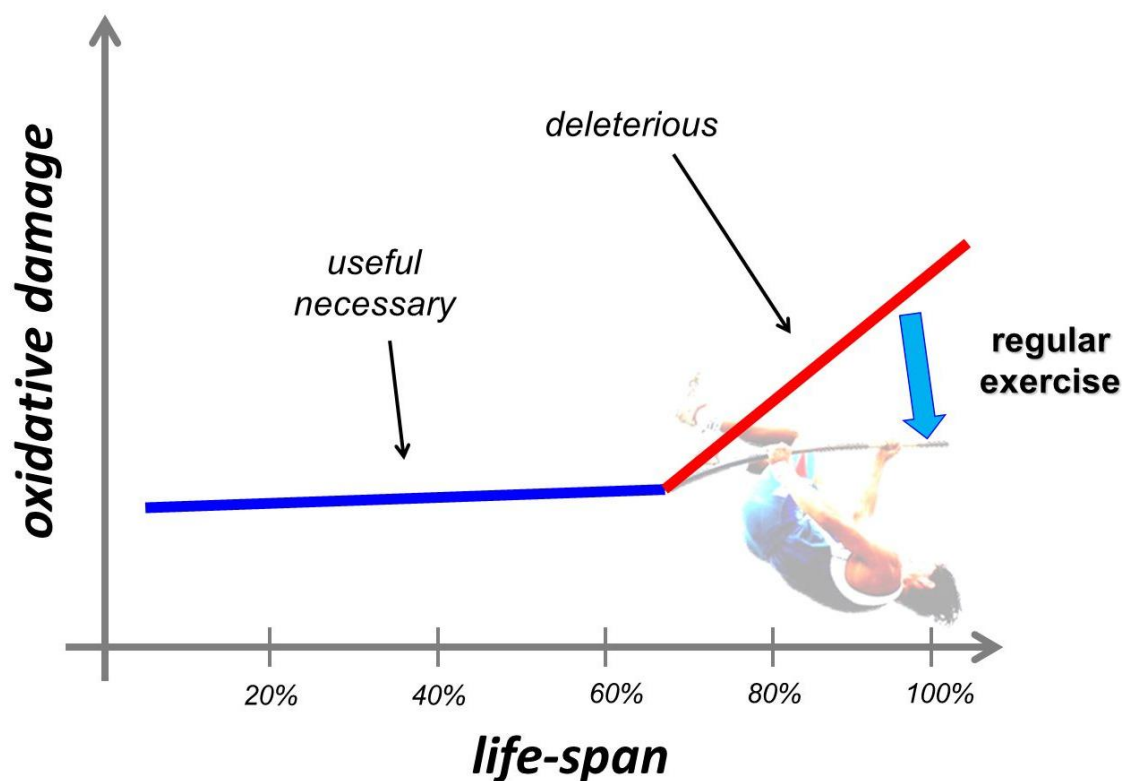 deleterious
useful
necessary
regular
exercise
oxidative damage
20%
40%
60%
80%
100%
life-span